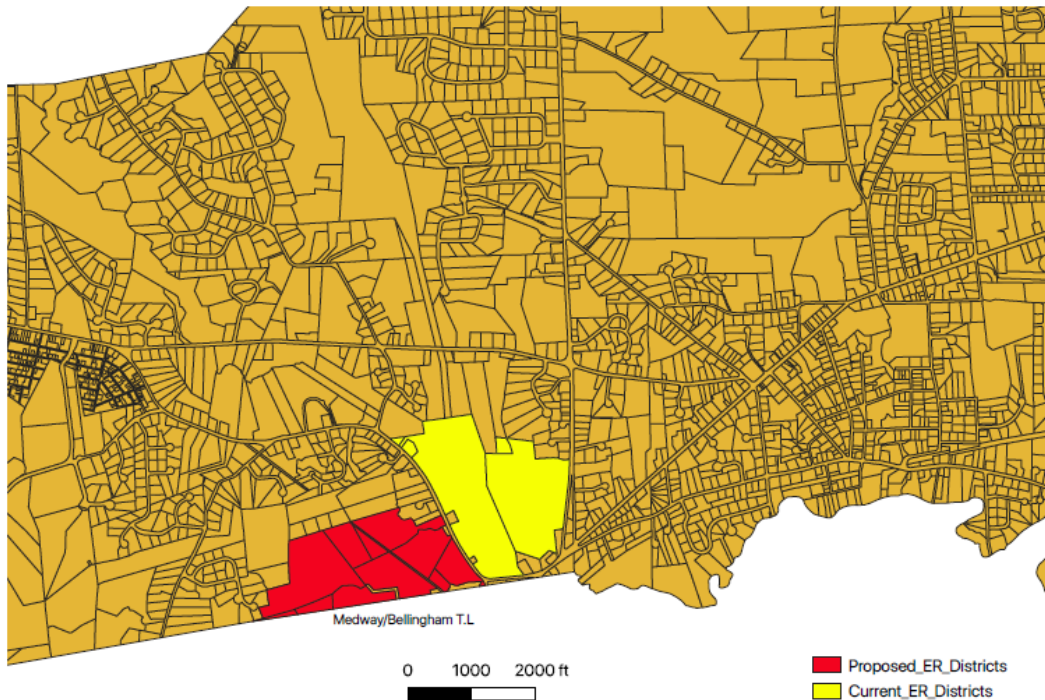 Medway/Bellingham T.L
0 1000 2000 ft
Proposed_ER_Districts
Current_ER_Districts